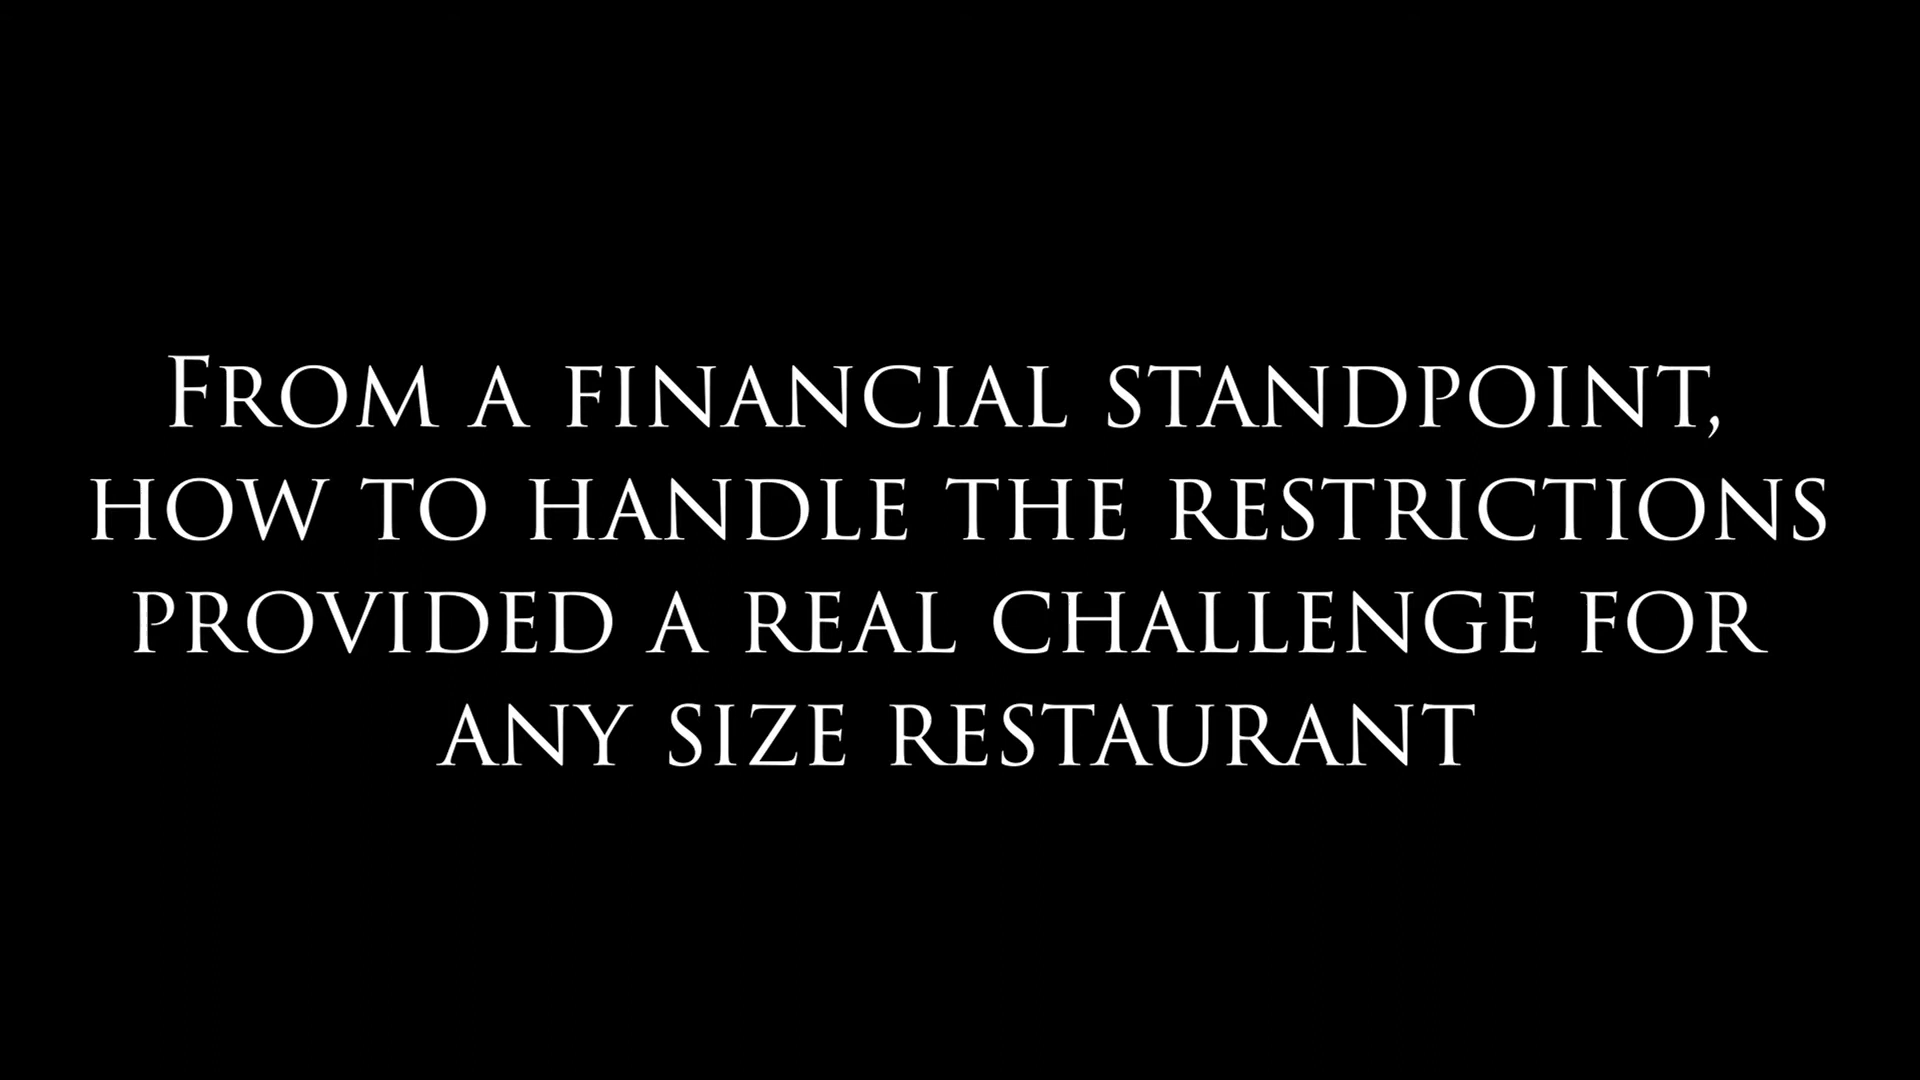 From a financial standpoint,
how to handle the restrictions
provided a real challenge for
any size restaurant